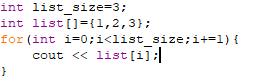 int list_size=3;
int list[]={1,2,3};
for(int i=0;i<list_size;i+=1){
    cout << list[i];
}